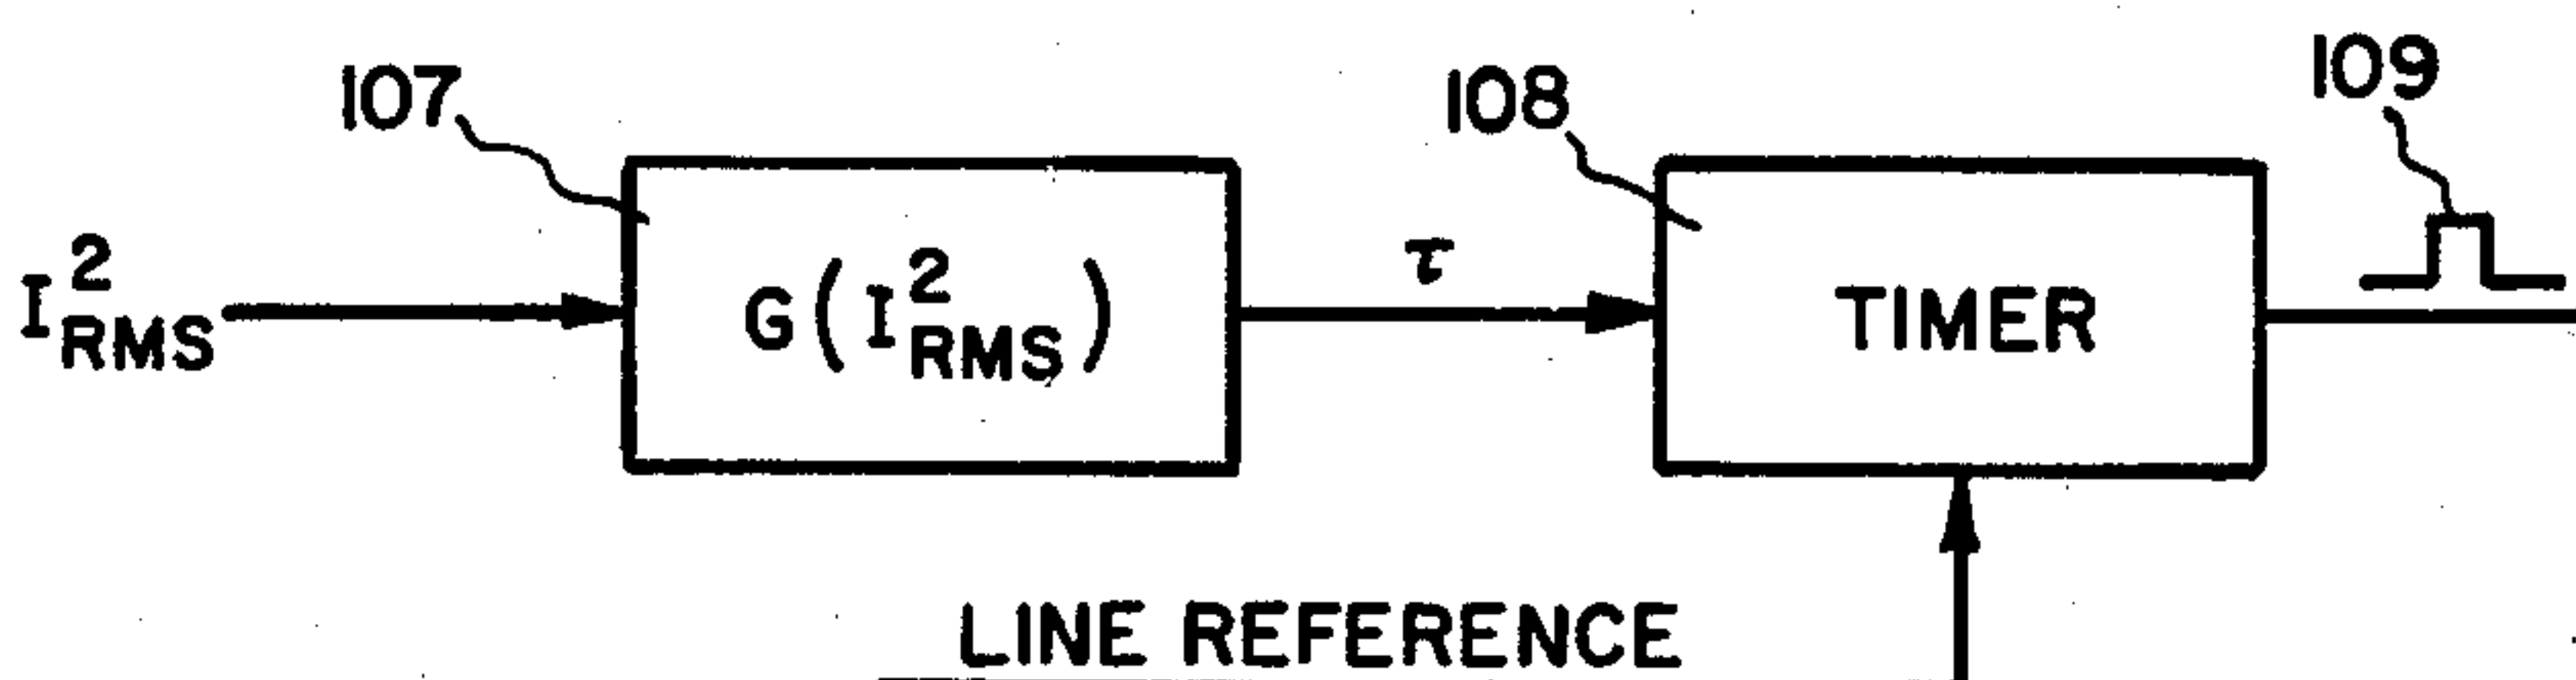 107
108
109
I²RMS
G(I²RMS)
τ
TIMER
LINE REFERENCE